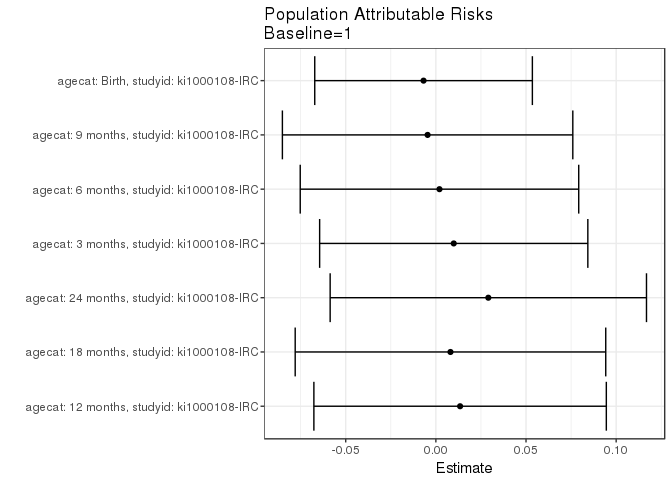 Population Attributable Risks
Baseline=1
agecat: Birth, studyid: ki1000108-IRC
agecat: 9 months, studyid: ki1000108-IRC
agecat: 6 months, studyid: ki1000108-IRC
agecat: 3 months, studyid: ki1000108-IRC
agecat: 24 months, studyid: ki1000108-IRC
agecat: 18 months, studyid: ki1000108-IRC
agecat: 12 months, studyid: ki1000108-IRC
-0.05 0.00 0.05 0.10
Estimate